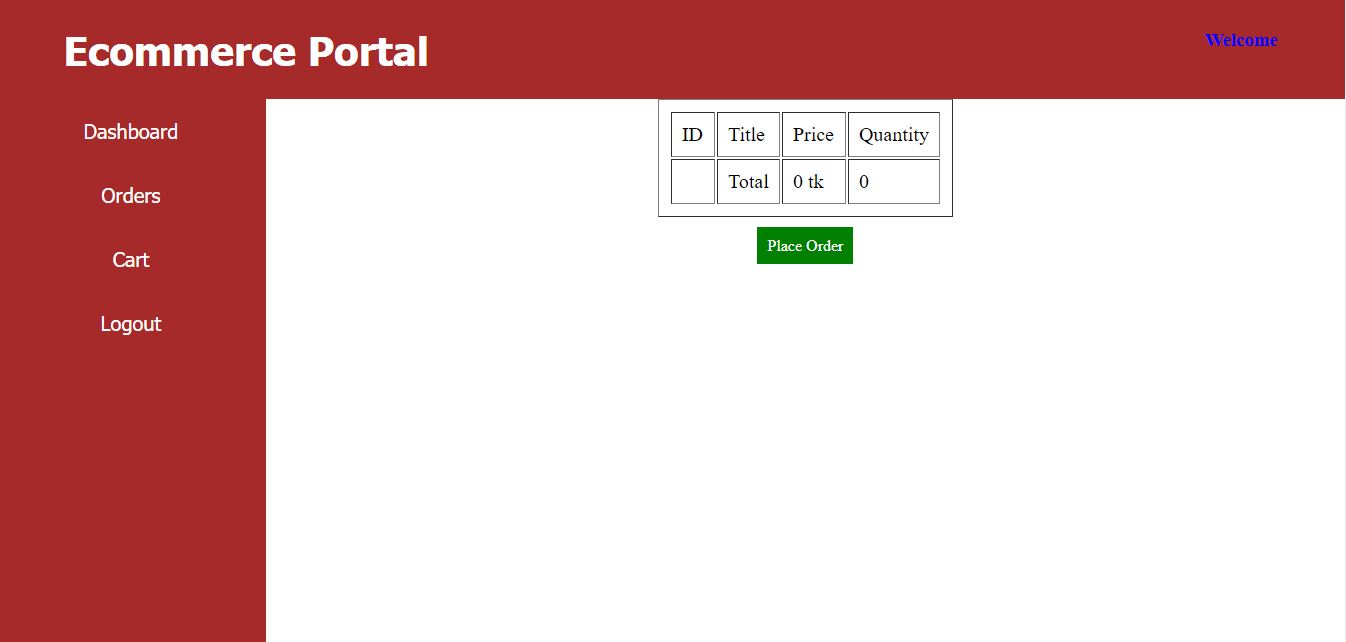 Ecommerce Portal
Welcome
Dashboard
Orders
Cart
Logout
ID Title Price Quantity
Total 0 tk 0
Place Order